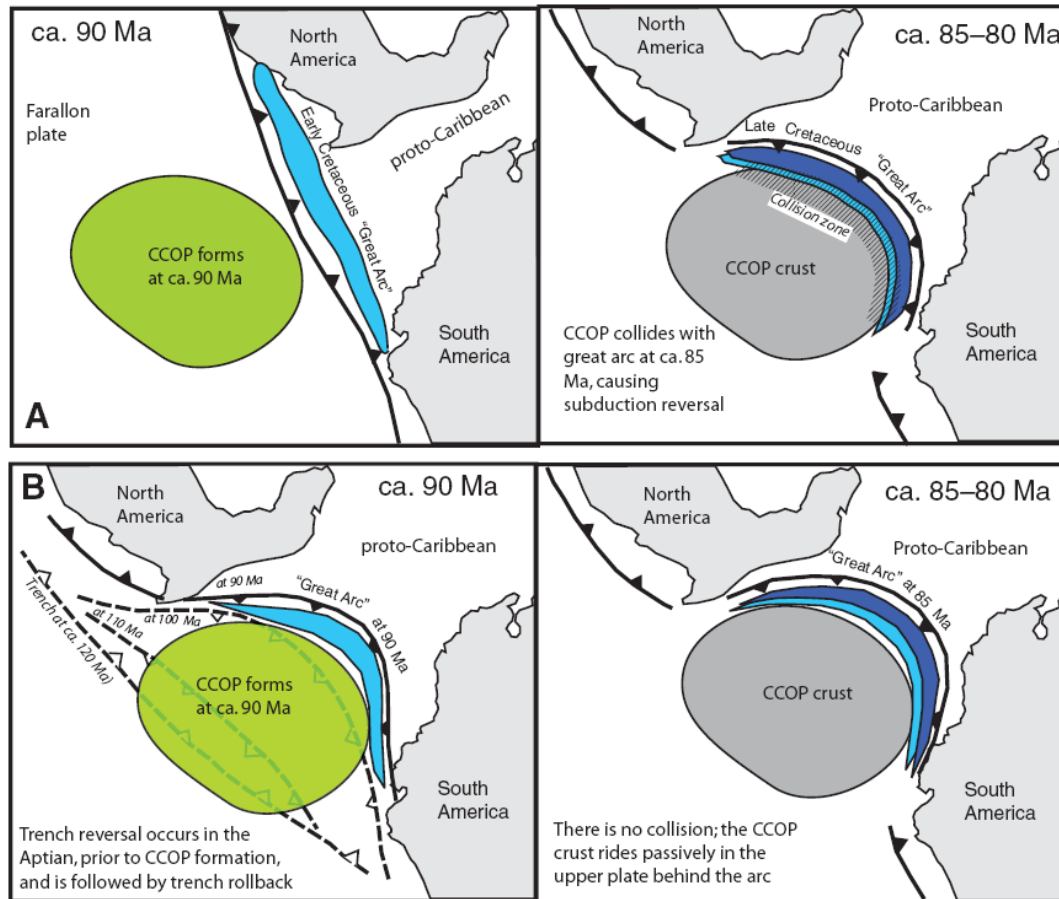 ca. 90 Ma
North
America
Farallon
plate
proto-Caribbean
Early Cretaceous "Great Arc"
CCOP forms
at ca. 90 Ma
South
America
A
ca. 85–80 Ma
North
America
Proto-Caribbean
Late Cretaceous "Great Arc"
Collision zone
CCOP crust
CCOP collides with
great arc at ca. 85
Ma, causing
subduction reversal
South
America
B
ca. 90 Ma
North
America
proto-Caribbean
at 90 Ma
"Great Arc"
at 90 Ma
Trench at ca. 120 Ma)
at 110 Ma
at 100 Ma
CCOP forms
at ca. 90 Ma
South
America
Trench reversal occurs in the
Aptian, prior to CCOP formation,
and is followed by trench rollback
ca. 85–80 Ma
North
America
Proto-Caribbean
"Great Arc" at 85 Ma
CCOP crust
There is no collision; the CCOP
crust rides passively in the
upper plate behind the arc
South
America